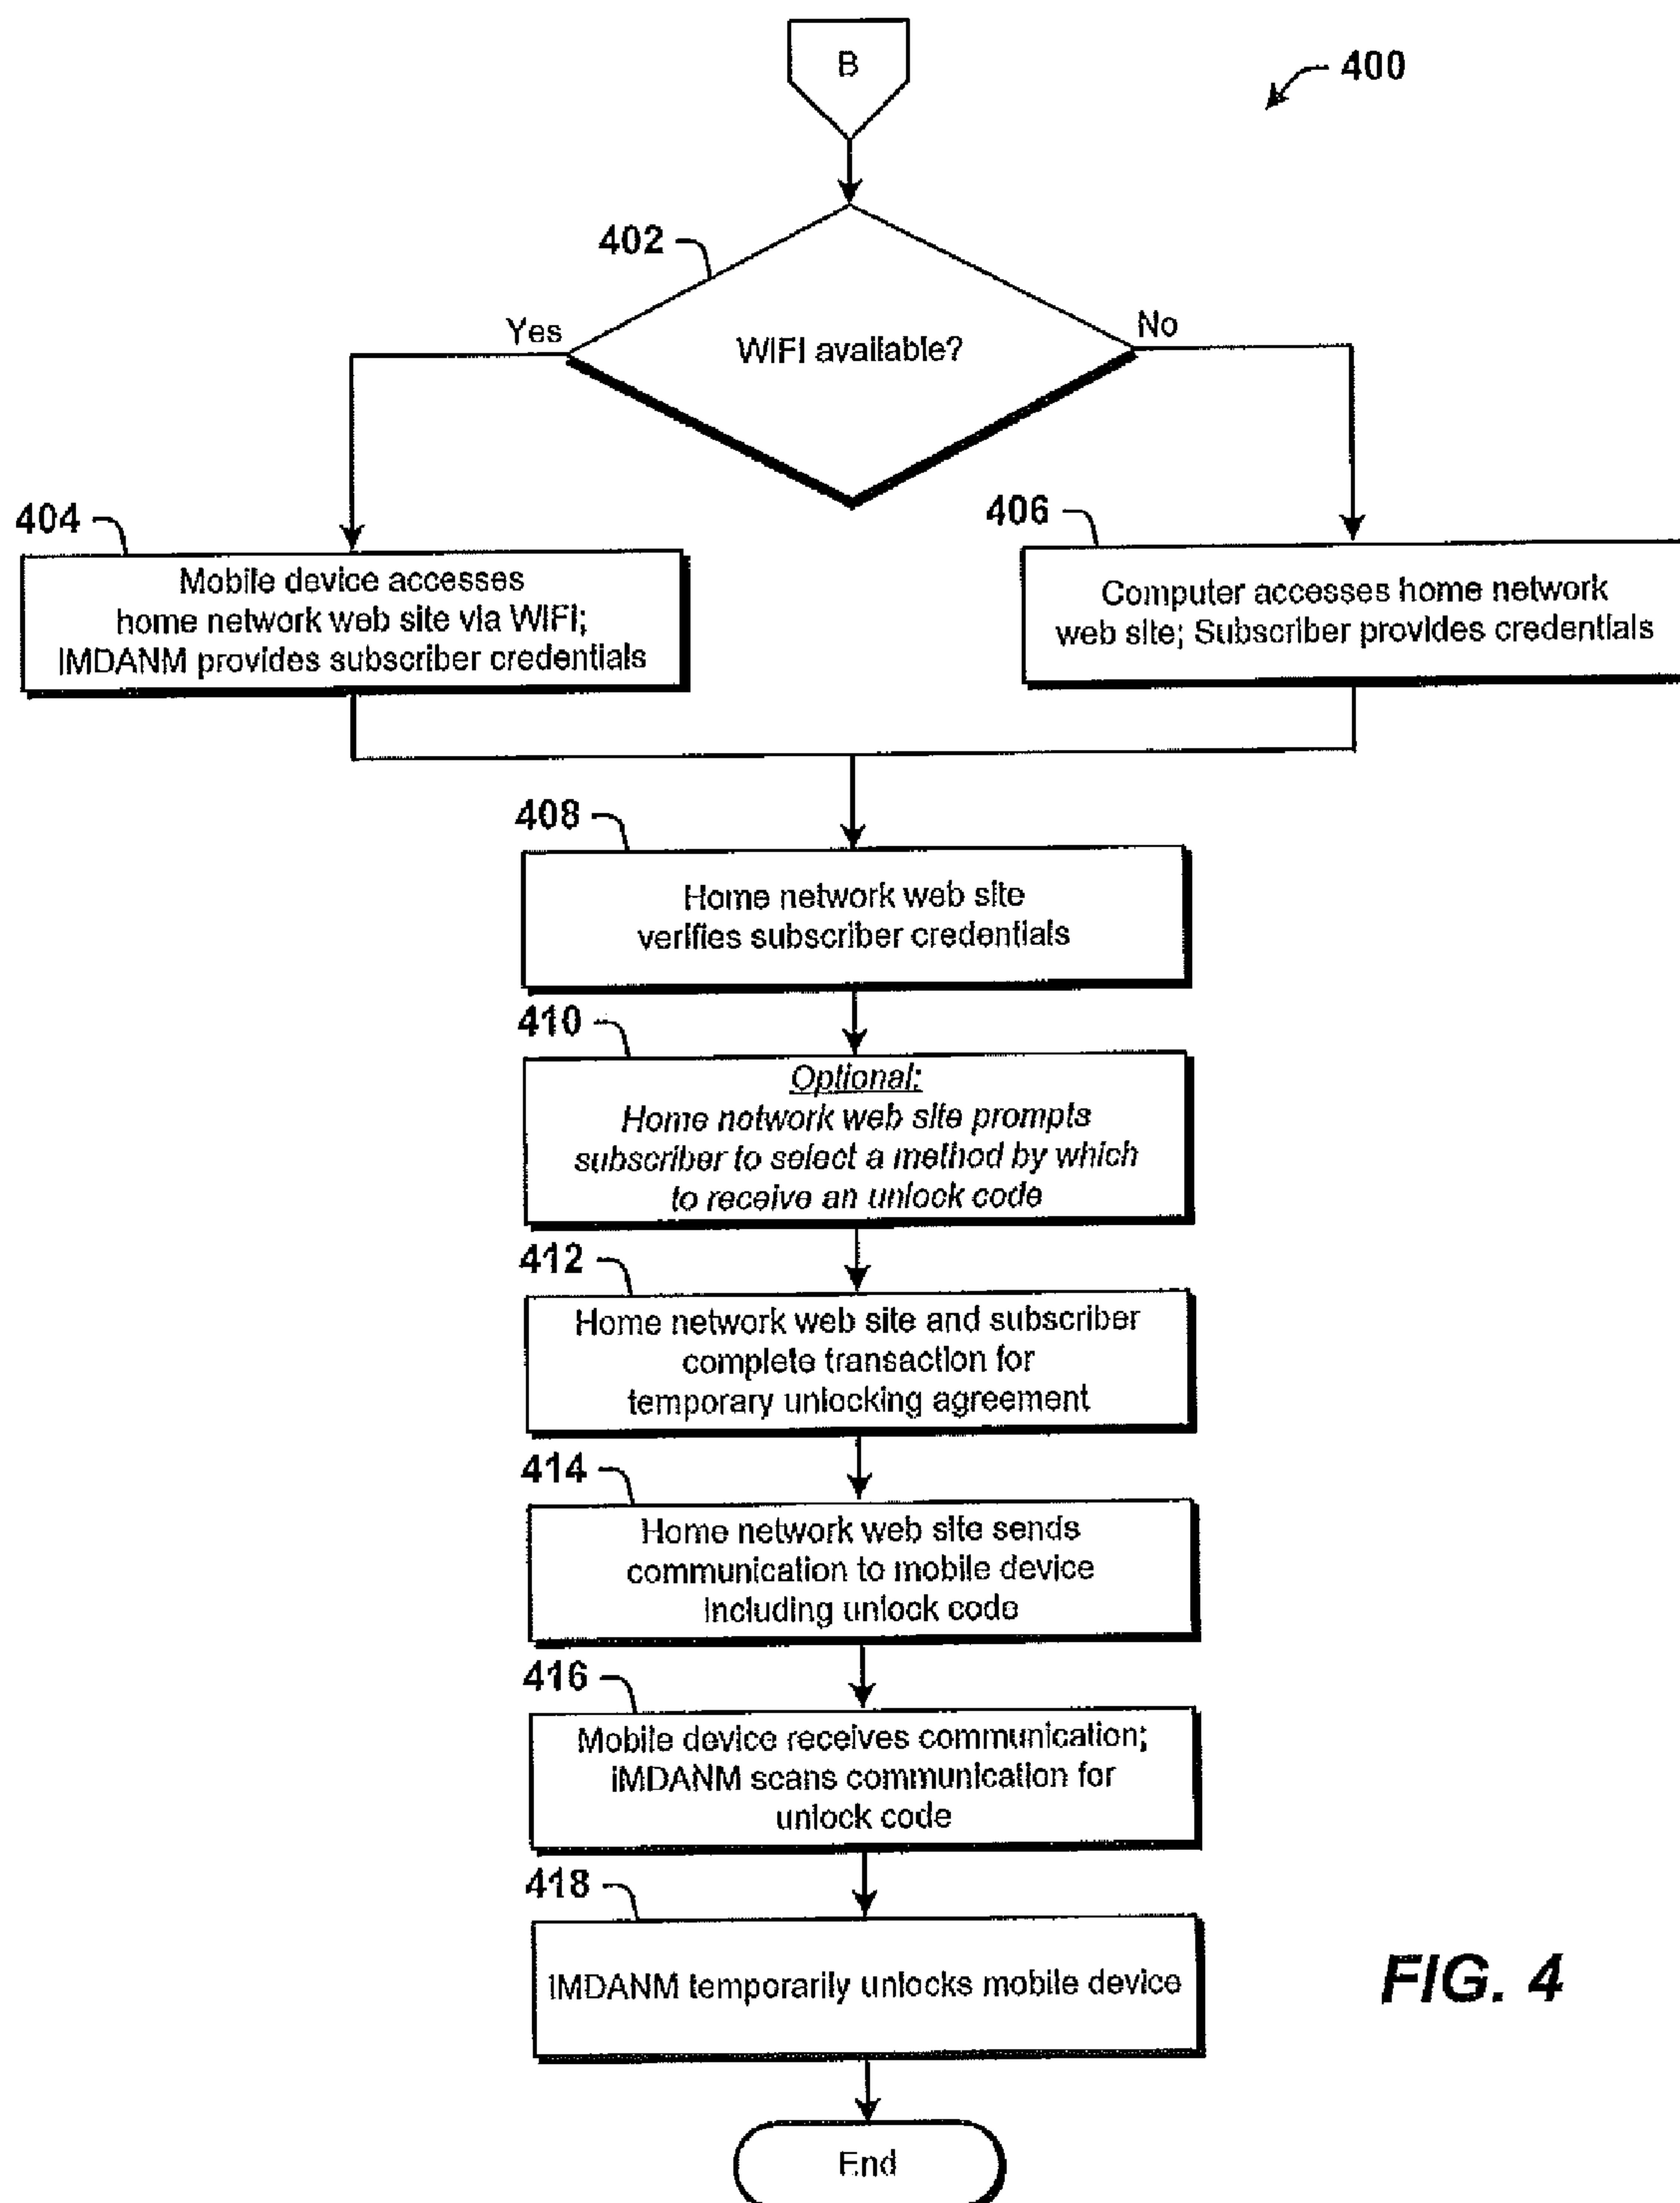 B
400
402
Yes
No
WIFI available?
404
406
Mobile device accesses
home network web site via WIFI;
IMDANM provides subscriber credentials
Computer accesses home network
web site; Subscriber provides credentials
408
Home network web site
verifies subscriber credentials
410
Optional:
Home network web site prompts
subscriber to select a method by which
to receive an unlock code
412
Home network web site and subscriber
complete transaction for
temporary unlocking agreement
414
Home network web site sends
communication to mobile device
including unlock code
416
Mobile device receives communication;
IMDANM scans communication for
unlock code
418
IMDANM temporarily unlocks mobile device
FIG. 4
End